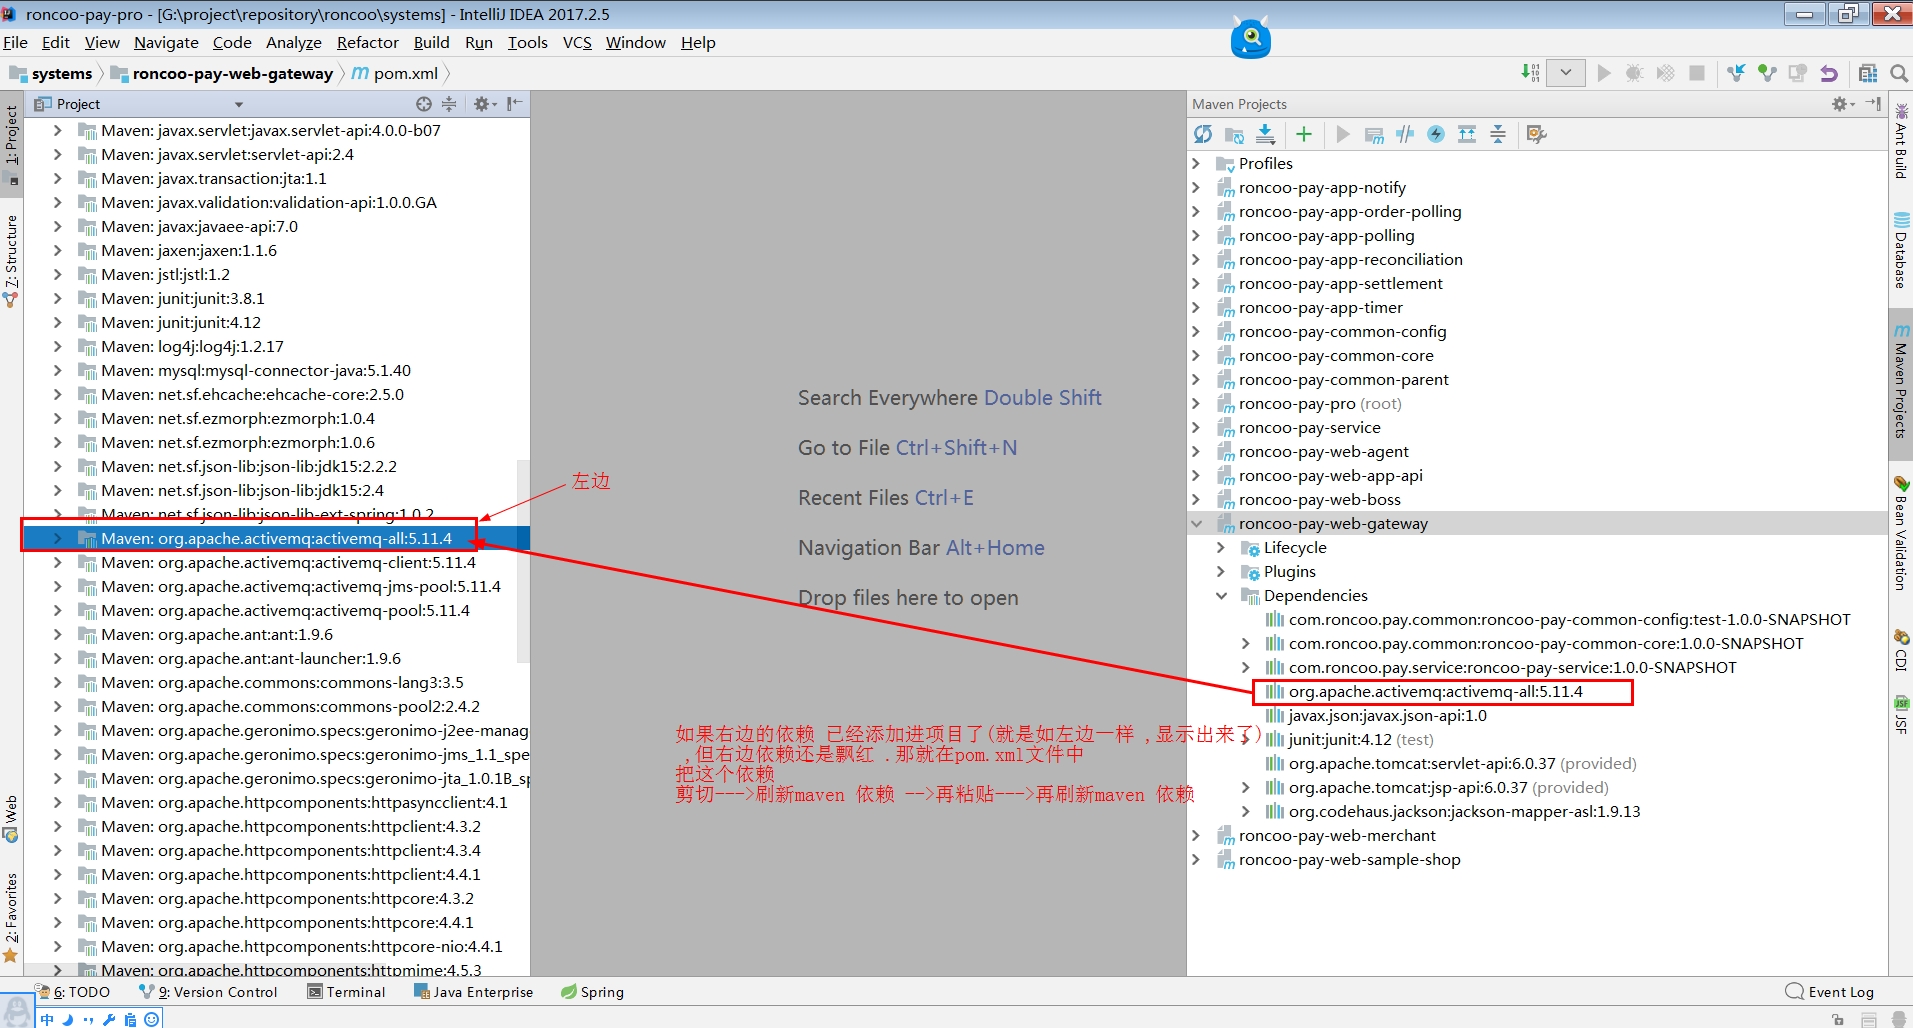 roncoo-pay-pro - [G:\project\repository\roncoo\systems] - IntelliJ IDEA 2017.2.5
File Edit View Navigate Code Analyze Refactor Build Run Tools VCS Window Help
systems roncoo-pay-web-gateway pom.xml
Project
1: Project
7: Structure
Web
2: Favorites
Maven: javax.servlet:javax.servlet-api:4.0.0-b07
Maven: javax.servlet:servlet-api:2.4
Maven: javax.transaction:jta:1.1
Maven: javax.validation:validation-api:1.0.0.GA
Maven: javax:javaee-api:7.0
Maven: jaxen:jaxen:1.1.6
Maven: jstl:jstl:1.2
Maven: junit:junit:3.8.1
Maven: junit:junit:4.12
Maven: log4j:log4j:1.2.17
Maven: mysql:mysql-connector-java:5.1.40
Maven: net.sf.ehcache:ehcache-core:2.5.0
Maven: net.sf.ezmorph:ezmorph:1.0.4
Maven: net.sf.ezmorph:ezmorph:1.0.6
Maven: net.sf.json-lib:json-lib:jdk15:2.2.2
Maven: net.sf.json-lib:json-lib:jdk15:2.4
Maven: net.sf.json-lib:json-lib-ext-spring:1.0.2
Maven: org.apache.activemq:activemq-all:5.11.4
Maven: org.apache.activemq:activemq-client:5.11.4
Maven: org.apache.activemq:activemq-jms-pool:5.11.4
Maven: org.apache.activemq:activemq-pool:5.11.4
Maven: org.apache.ant:ant:1.9.6
Maven: org.apache.ant:ant-launcher:1.9.6
Maven: org.apache.commons:commons-lang3:3.5
Maven: org.apache.commons:commons-pool2:2.4.2
Maven: org.apache.geronimo.specs:geronimo-j2ee-manag
Maven: org.apache.geronimo.specs:geronimo-jms_1.1_spe
Maven: org.apache.geronimo.specs:geronimo-jta_1.0.1B_sp
Maven: org.apache.httpcomponents:httpasyncclient:4.1
Maven: org.apache.httpcomponents:httpclient:4.3.2
Maven: org.apache.httpcomponents:httpclient:4.3.4
Maven: org.apache.httpcomponents:httpclient:4.4.1
Maven: org.apache.httpcomponents:httpcore:4.3.2
Maven: org.apache.httpcomponents:httpcore:4.4.1
Maven: org.apache.httpcomponents:httpcore-nio:4.4.1
Maven: org.apache.httpcomponents:httpmime:4.5.3
Search Everywhere Double Shift
Go to File Ctrl+Shift+N
Recent Files Ctrl+E
Navigation Bar Alt+Home
Drop files here to open
左边
如果右边的依赖 已经添加进项目了(就是如左边一样 ,显示出来了)
,但右边依赖还是飘红 .那就在pom.xml文件中
把这个依赖
剪切--->刷新maven 依赖 -->再粘贴--->再刷新maven 依赖
Maven Projects
Profiles
roncoo-pay-app-notify
roncoo-pay-app-order-polling
roncoo-pay-app-polling
roncoo-pay-app-reconciliation
roncoo-pay-app-settlement
roncoo-pay-app-timer
roncoo-pay-common-config
roncoo-pay-common-core
roncoo-pay-common-parent
roncoo-pay-pro (root)
roncoo-pay-service
roncoo-pay-web-agent
roncoo-pay-web-app-api
roncoo-pay-web-boss
roncoo-pay-web-gateway
Lifecycle
Plugins
Dependencies
com.roncoo.pay.common:roncoo-pay-common-config:test-1.0.0-SNAPSHOT
com.roncoo.pay.common:roncoo-pay-common-core:1.0.0-SNAPSHOT
com.roncoo.pay.service:roncoo-pay-service:1.0.0-SNAPSHOT
org.apache.activemq:activemq-all:5.11.4
javax.json:javax.json-api:1.0
junit:junit:4.12 (test)
org.apache.tomcat:servlet-api:6.0.37 (provided)
org.apache.tomcat:jsp-api:6.0.37 (provided)
org.codehaus.jackson:jackson-mapper-asl:1.9.13
roncoo-pay-web-merchant
roncoo-pay-web-sample-shop
Ant Build
Database
Maven Projects
Bean Validation
CDI
JSF
6: TODO 9: Version Control Terminal Java Enterprise Spring Event Log
中